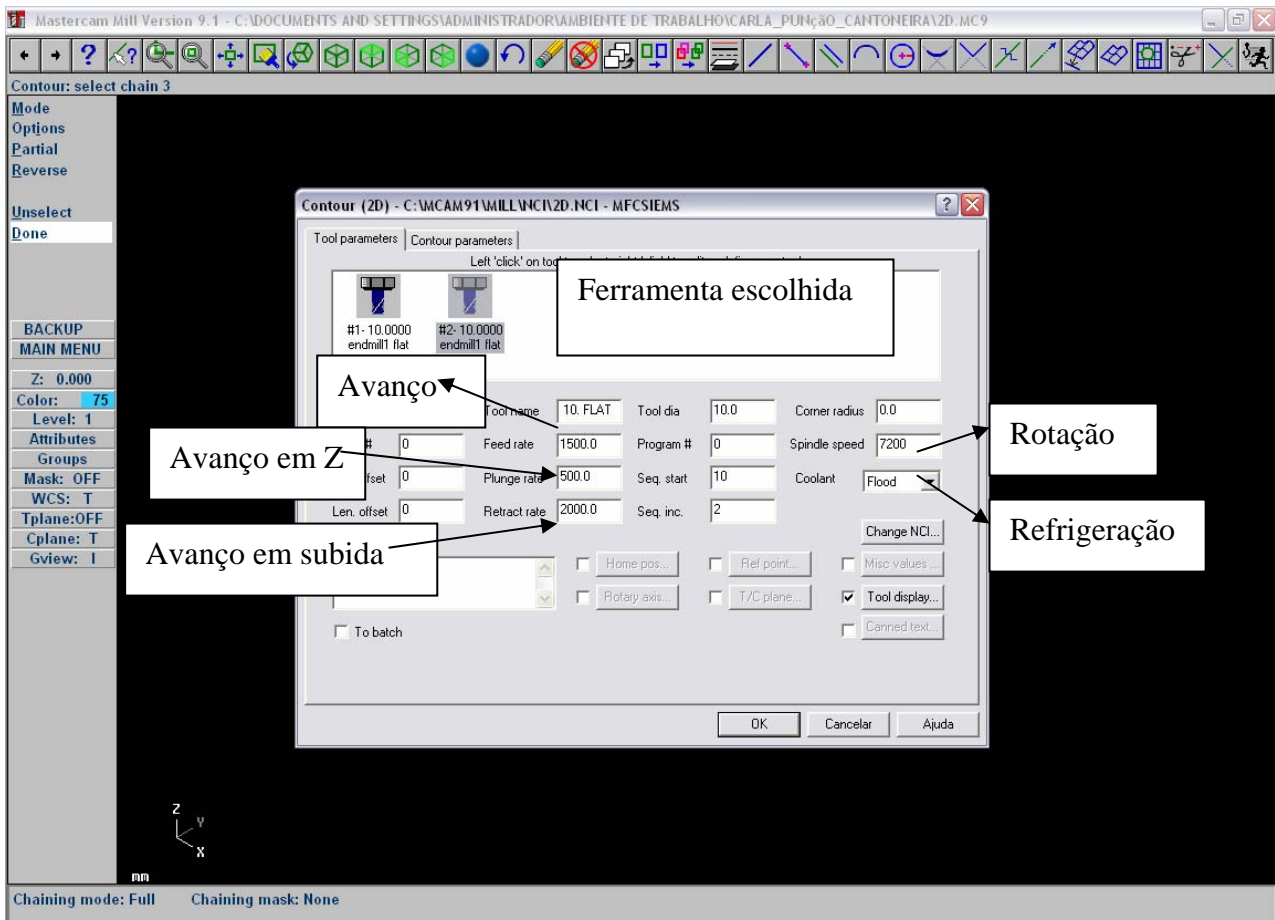 Mastercam Mill Version 9.1 - C:\DOCUMENTS AND SETTINGS\ADMINISTRADOR\AMBIENTE DE TRABALHO\CARLA_PUNçãO_CANTONEIRA\2D.MC9
Contour: select chain 3
Mode
Options
Partial
Reverse
Unselect
Done
BACKUP
MAIN MENU
Z: 0.000
Color: 75
Level: 1
Attributes
Groups
Mask: OFF
WCS: T
Tplane:OFF
Cplane: T
Gview: I
Contour (2D) - C:\MCAM91\MILL\NCI\2D.NCI - MFCSIEMS
Tool parameters Contour parameters
Left 'click' on
Ferramenta escolhida
#1- 10.0000 endmill1 flat
#2- 10.0000 endmill1 flat
Avanço
Tool name 10. FLAT Tool dia 10.0 Corner radius 0.0
# 0 Feed rate 1500.0 Program # 0 Spindle speed 7200
Rotação
Avanço em Z
0 Plunge rate 500.0 Seq. start 10 Coolant Flood
Len. offset 0 Retract rate 2000.0 Seq. inc. 2
Change NCI...
Refrigeração
Avanço em subida
Home pos... Ref point... Misc values ...
Rotary axis... T/C plane... Tool display...
To batch
Canned text...
OK Cancelar Ajuda
Z
Y
X
mm
Chaining mode: Full Chaining mask: None